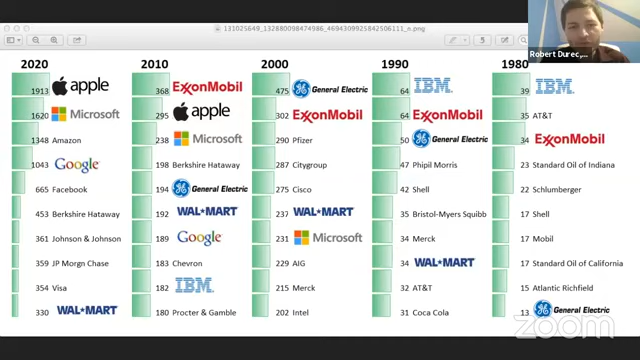 131025649_132880098474986_4694309925842506111_n.png
2020
1913 apple
1620 Microsoft
1348 Amazon
1043 Google
665 Facebook
453 Berkshire Hataway
361 Johnson & Johnson
359 JP Morgn Chase
354 Visa
330 WAL★MART
2010
368 ExxonMobil
295 apple
238 Microsoft
198 Berkshire Hataway
194 GE General Electric
192 WAL★MART
189 Google
183 Chevron
182 IBM
180 Procter & Gamble
2000
475 GE General Electric
302 ExxonMobil
290 Pfizer
287 Citygroup
275 Cisco
237 WAL★MART
231 Microsoft
229 AIG
215 Merck
202 Intel
1990
64 IBM
64 ExxonMobil
50 GE General Electric
47 Phipil Morris
42 Shell
35 Bristol-Myers Squibb
34 Merck
34 WAL★MART
32 AT&T
31 Coca Cola
1980
39 IBM
35 AT&T
34 ExxonMobil
23 Standard Oil of Indiana
22 Schlumberger
17 Shell
17 Mobil
17 Standard Oil of California
15 Atlantic Richfield
13 GE General Electric
Robert
zoom